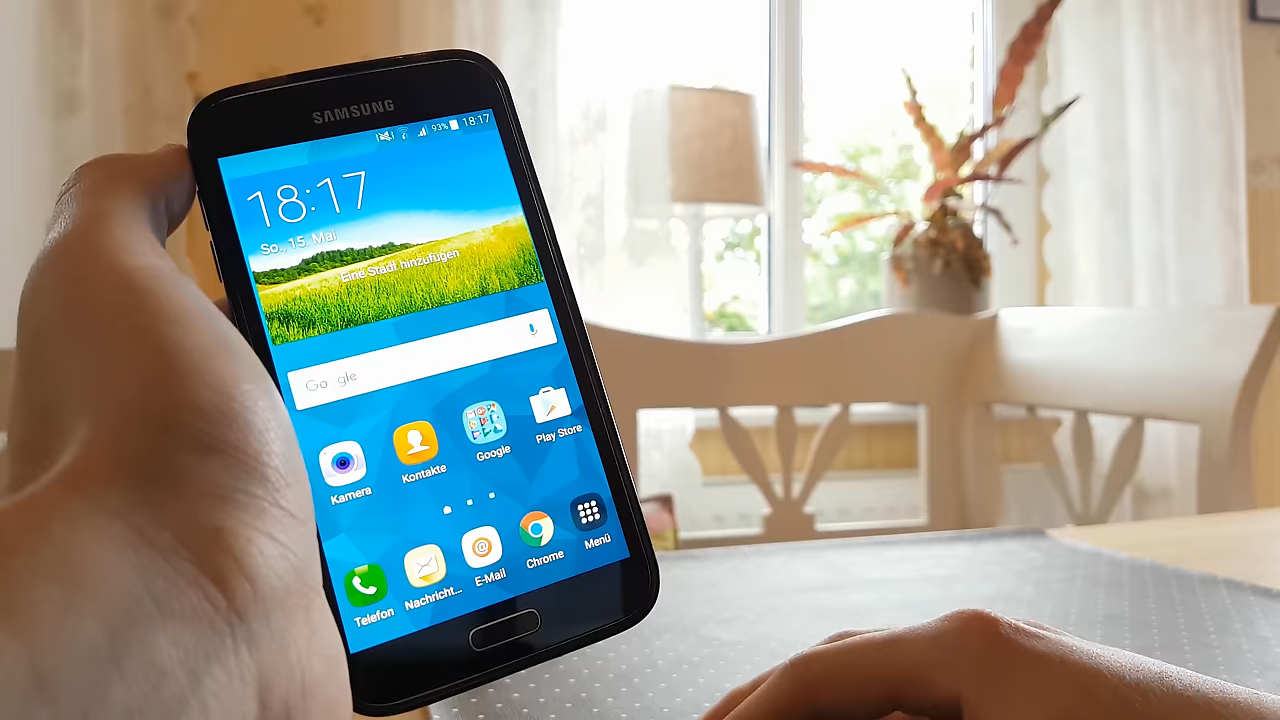 SAMSUNG
93% 18:17
18:17
So., 15. Mai
Eine Stadt hinzufügen
Google
Kamera
Kontakte
Google
Play Store
Telefon
Nachricht...
E-Mail
Chrome
Menü